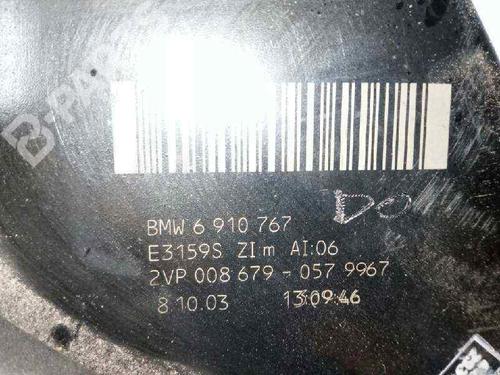 B-PARTS
DO
BMW 6 910 767
E3159S ZI m AI:06
2VP 008 679 - 057 9967
8.10.03 13:09:46